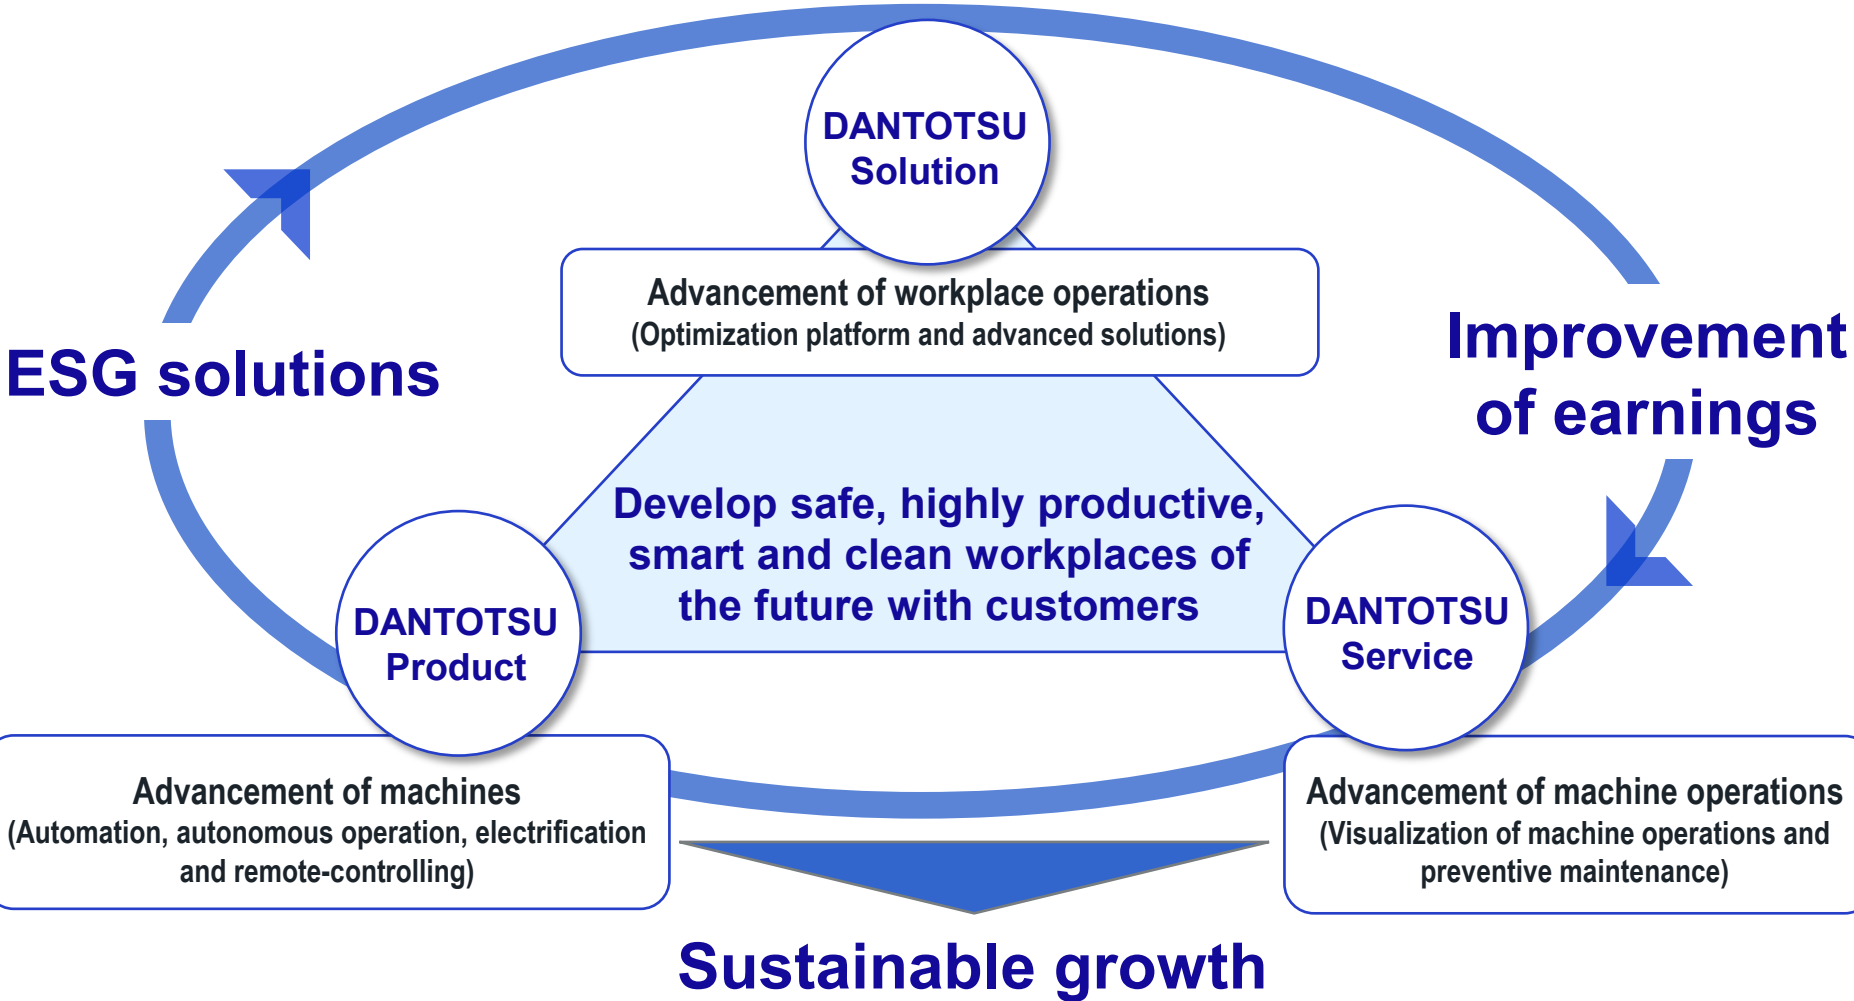 DANTOTSU
Solution
Advancement of workplace operations
(Optimization platform and advanced solutions)
ESG solutions
Improvement
of earnings
Develop safe, highly productive,
smart and clean workplaces of
the future with customers
DANTOTSU
Product
DANTOTSU
Service
Advancement of machines
(Automation, autonomous operation, electrification
and remote-controlling)
Advancement of machine operations
(Visualization of machine operations and
preventive maintenance)
Sustainable growth